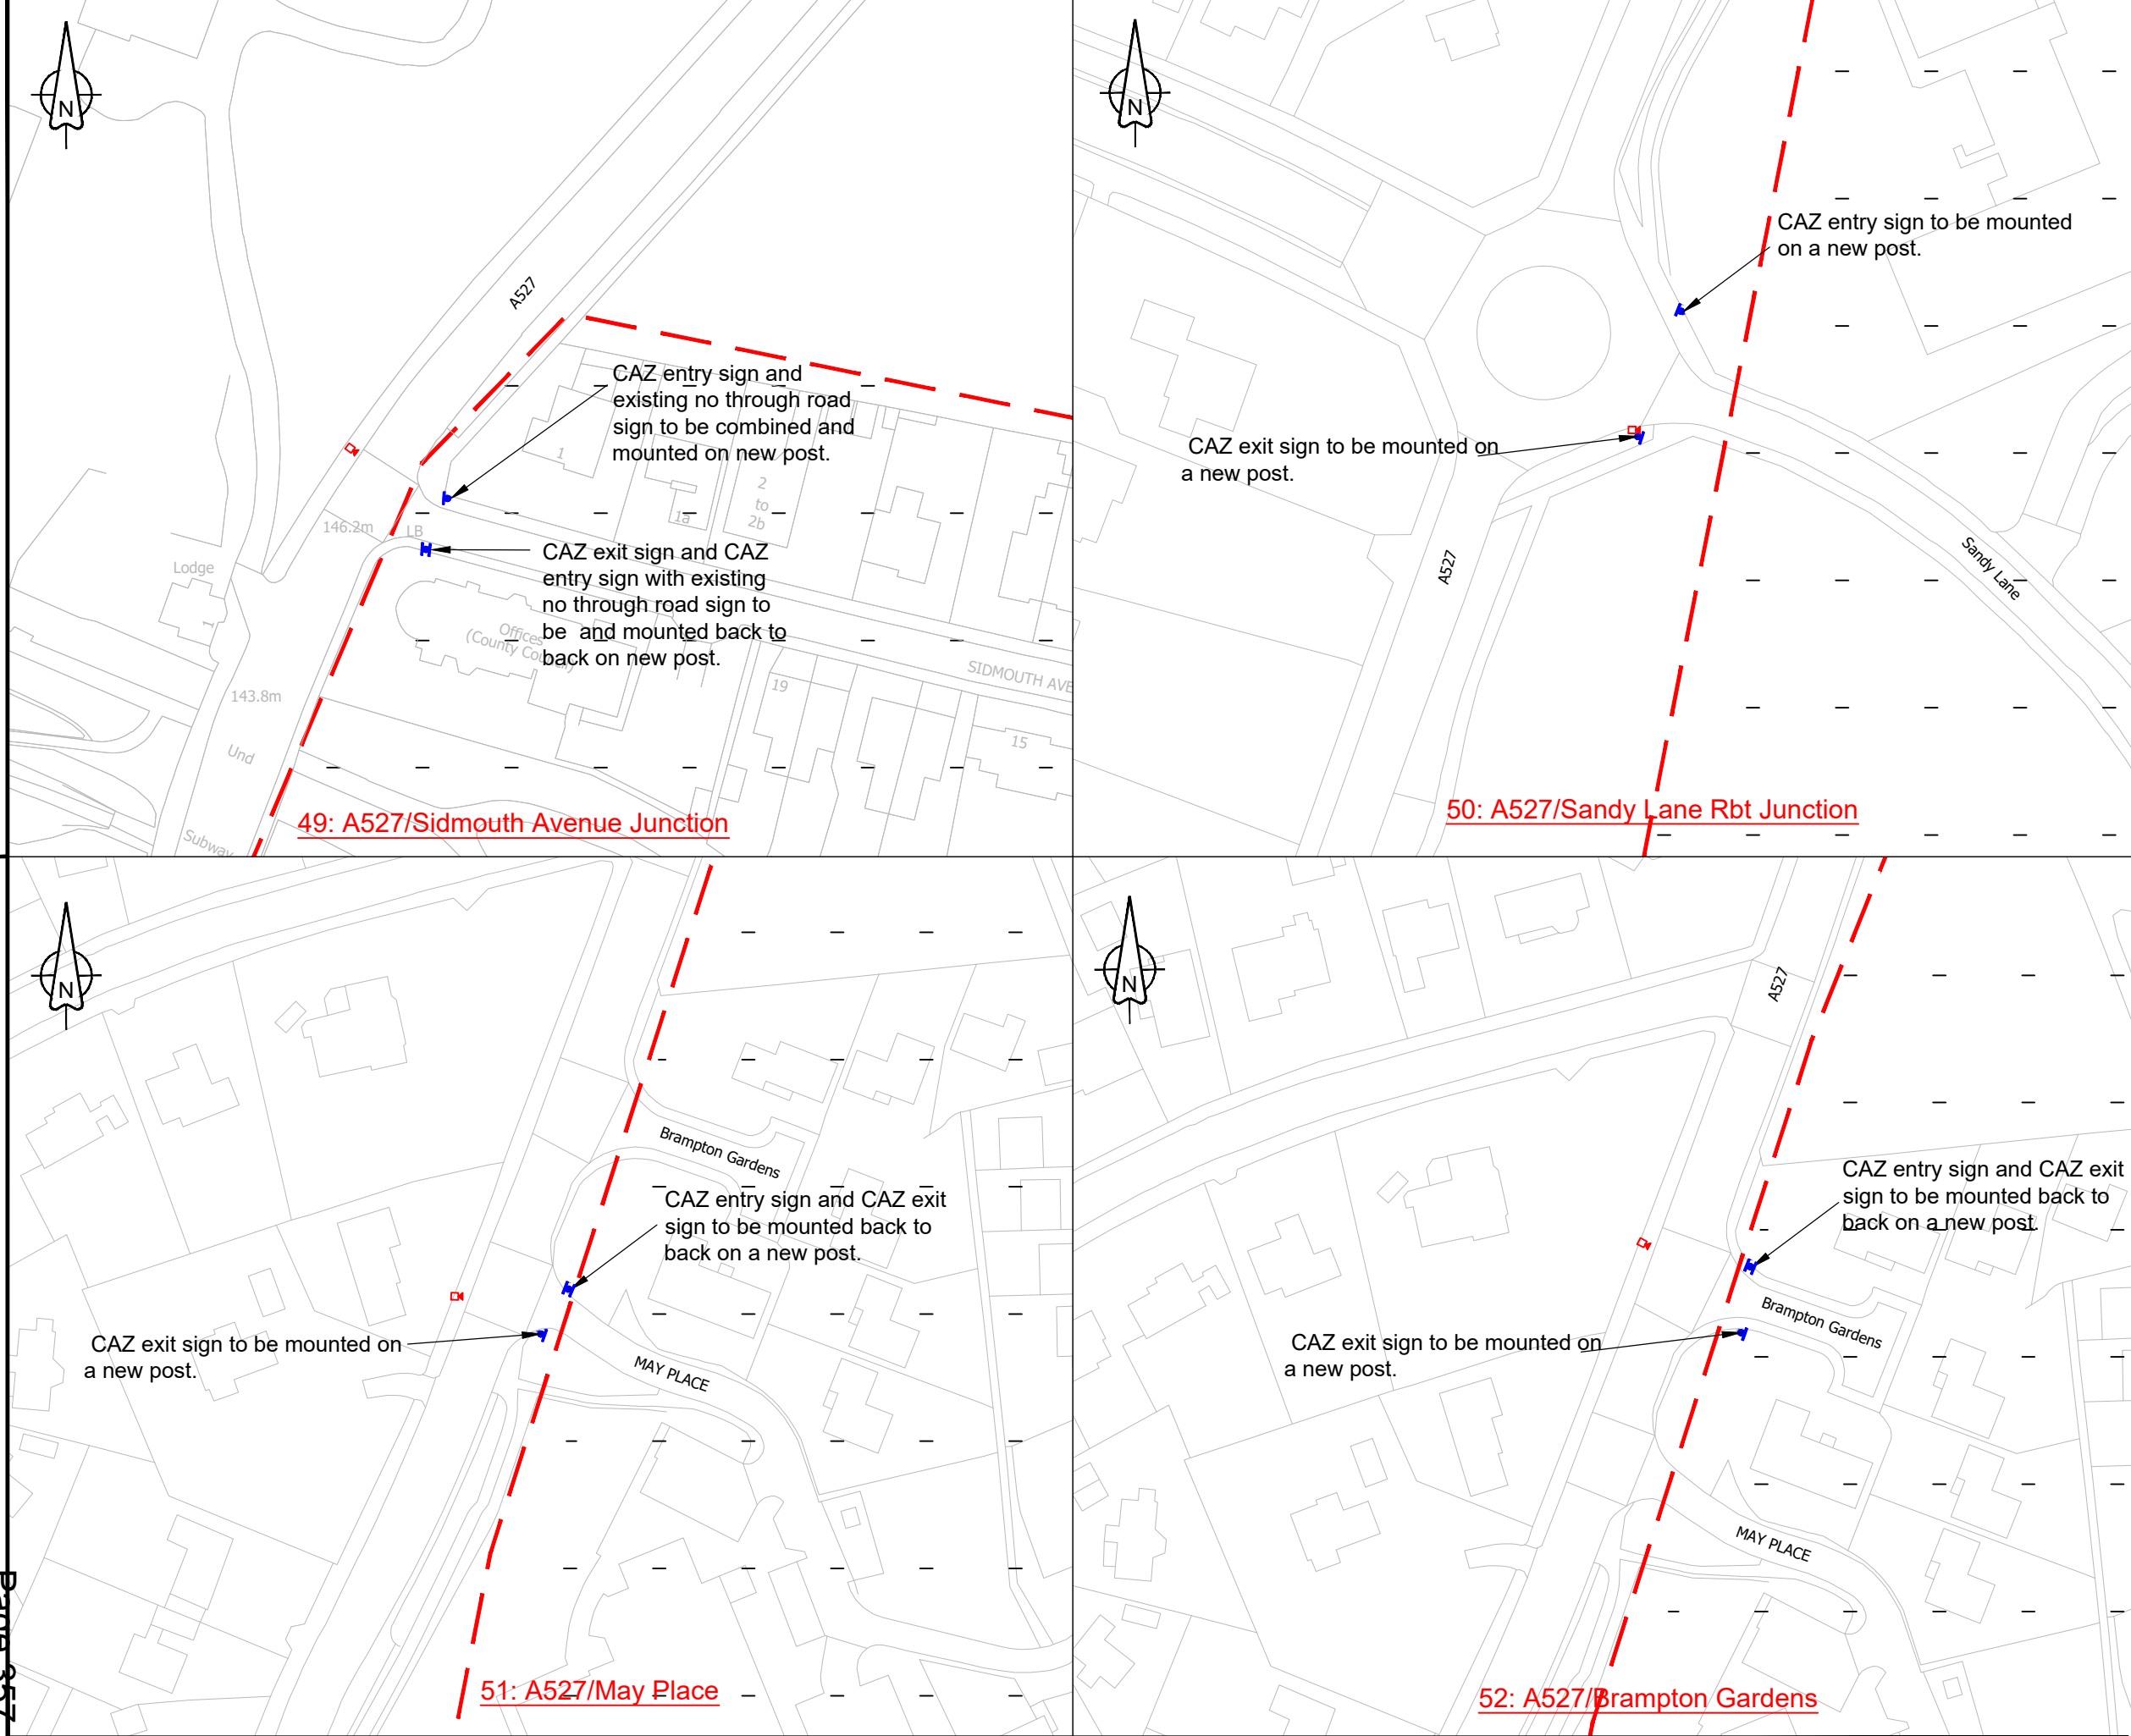 N
A527
CAZ entry sign and
existing no through road
sign to be combined and
mounted on new post.
1
2
to
2b
1a
146.2m
LB
CAZ exit sign and CAZ
entry sign with existing
no through road sign to
be and mounted back to
back on new post.
Lodge
1
Offices
(County Council)
SIDMOUTH AVE
143.8m
19
15
Und
Subway
49: A527/Sidmouth Avenue Junction
N
CAZ entry sign to be mounted
on a new post.
CAZ exit sign to be mounted on
a new post.
A527
Sandy Lane
50: A527/Sandy Lane Rbt Junction
N
Brampton Gardens
CAZ entry sign and CAZ exit
sign to be mounted back to
back on a new post.
CAZ exit sign to be mounted on
a new post.
MAY PLACE
51: A527/May Place
N
A527
CAZ entry sign and CAZ exit
sign to be mounted back to
back on a new post.
Brampton Gardens
CAZ exit sign to be mounted on
a new post.
MAY PLACE
52: A527/Brampton Gardens
Page 357